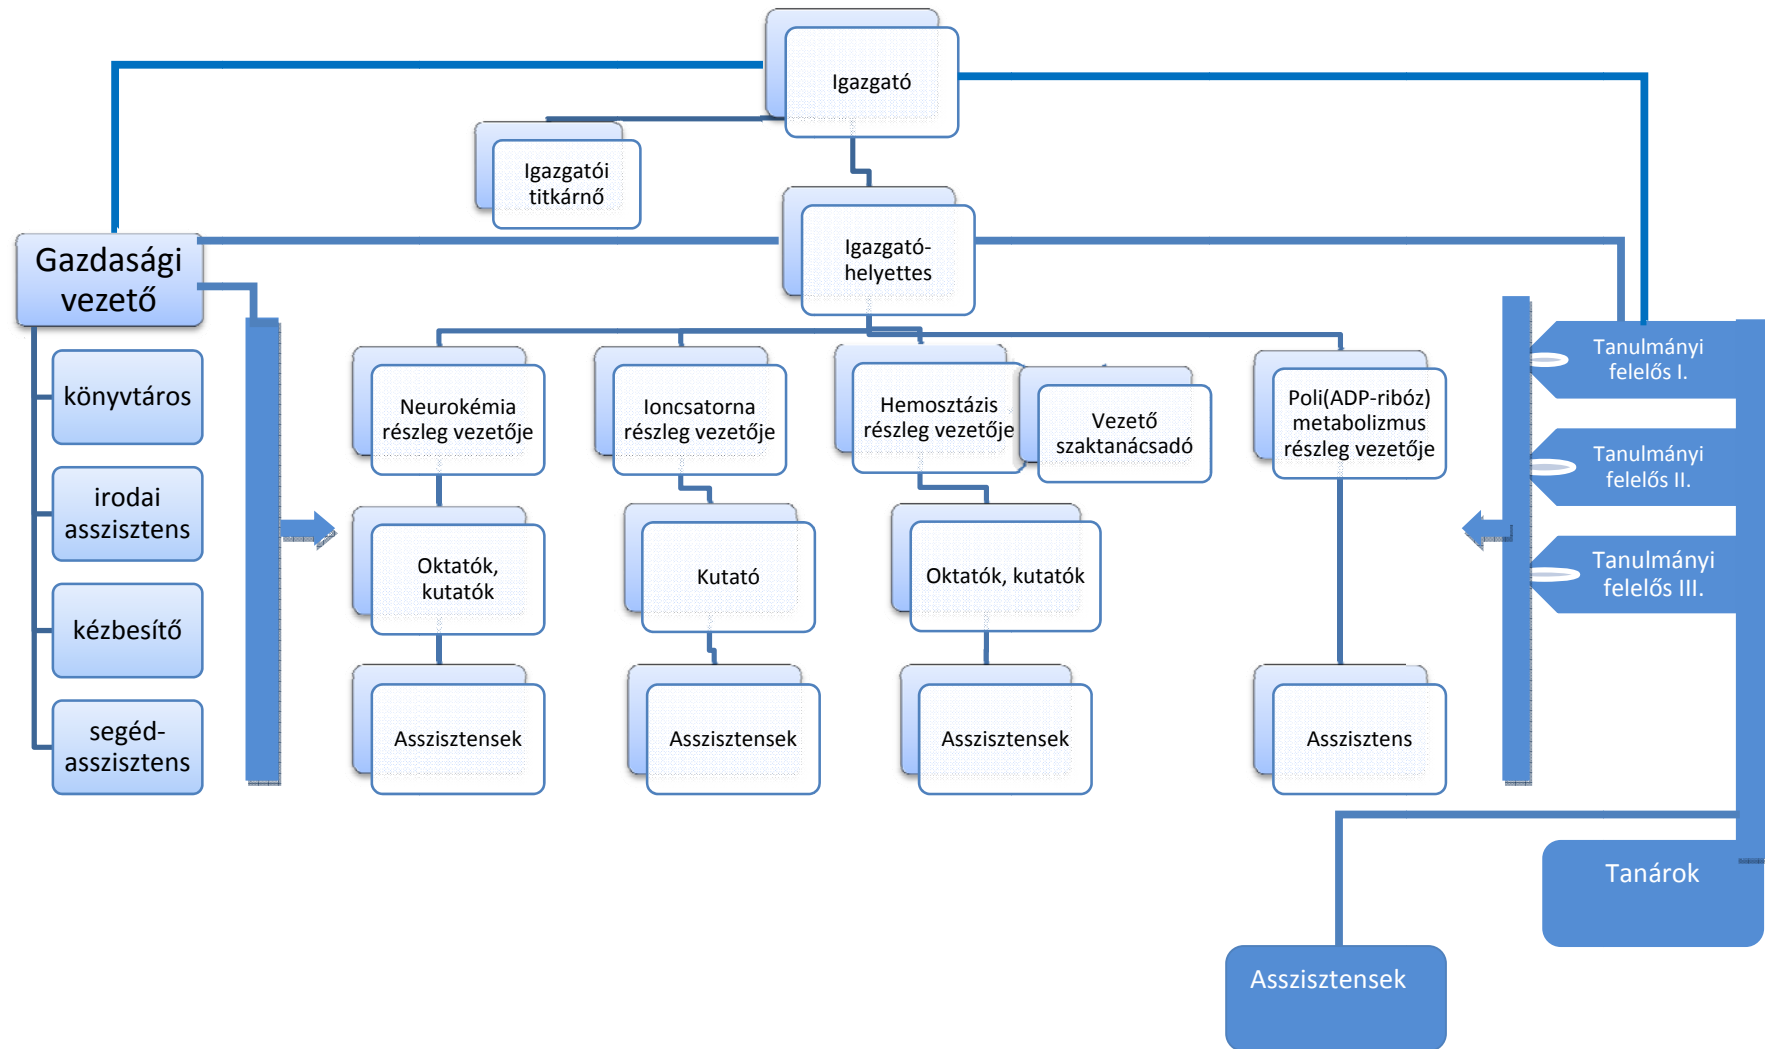 Igazgató
Igazgatói
titkárnő
Igazgató-
helyettes
Gazdasági
vezető
könyvtáros
irodai
asszisztens
kézbesítő
segéd-
asszisztens
Neurokémia
részleg vezetője
Ioncsatorna
részleg vezetője
Hemosztázis
részleg vezetője
Vezető
szaktanácsadó
Poli(ADP-ribóz)
metabolizmus
részleg vezetője
Oktatók,
kutatók
Kutató
Oktatók, kutatók
Asszisztensek
Asszisztensek
Asszisztensek
Asszisztens
Tanulmányi
felelős I.
Tanulmányi
felelős II.
Tanulmányi
felelős III.
Tanárok
Asszisztensek